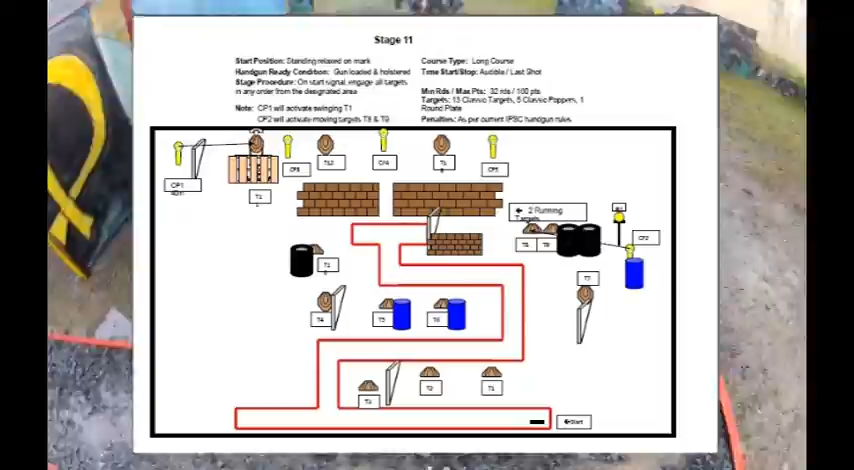 Stage 11
Start Position: Standing relaxed on mark
Handgun Ready Condition: Gun loaded & holstered
Stage Procedure: On start signal, engage all targets
in any order from the designated area
Note: CP1 will activate swinging T1
CP2 will activate moving targets T8 & T9
Course Type: Long Course
Time Start/Stop: Audible / Last Shot
Min Rds / Max Pts: 32 rds / 160 pts
Targets: 13 Classic Targets, 5 Classic Poppers, 1
Round Plate
Penalties: As per current IPSC handgun rules
CP1
CP3
T12
CP4
T1
CP5
T1
2 Running
Targets
T8
T9
CP2
T1
T7
T4
T5
T6
T3
T2
T1
Start